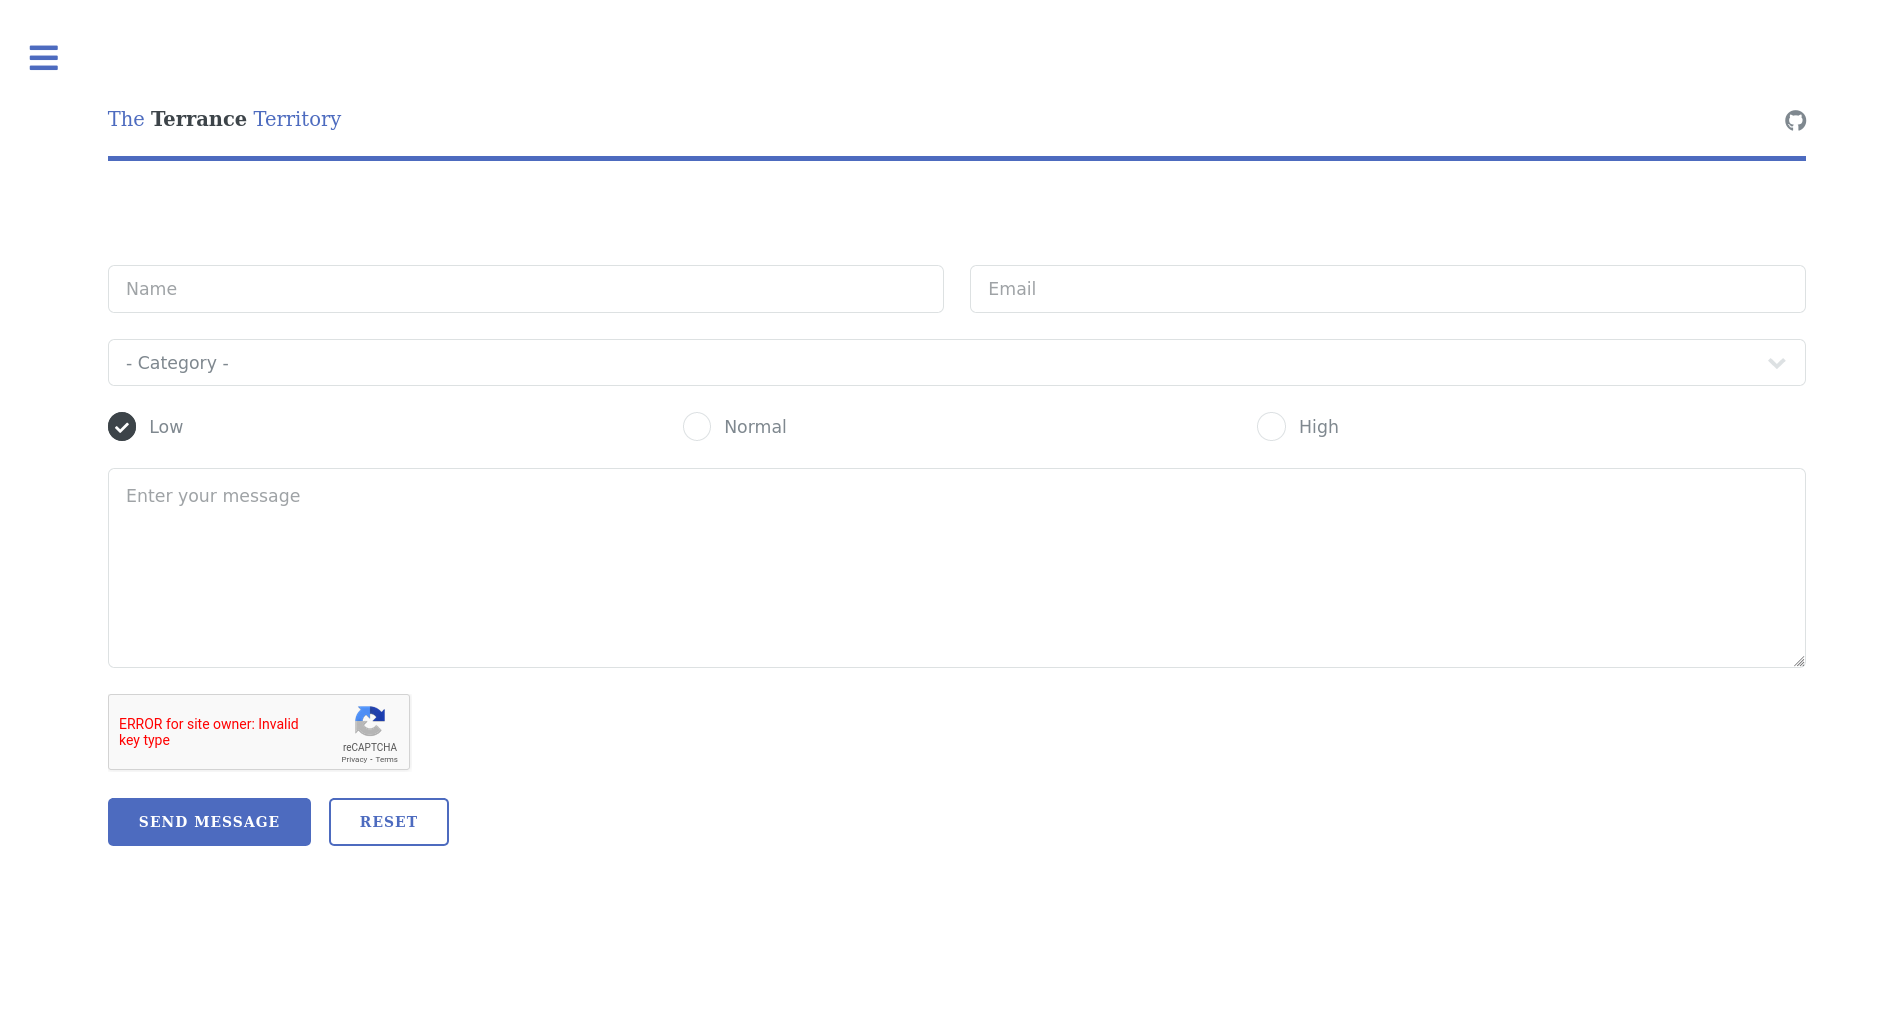 The Terrance Territory
Name
Email
- Category -
Low
Normal
High
Enter your message
ERROR for site owner: Invalid
key type
reCAPTCHA
Privacy - Terms
SEND MESSAGE
RESET